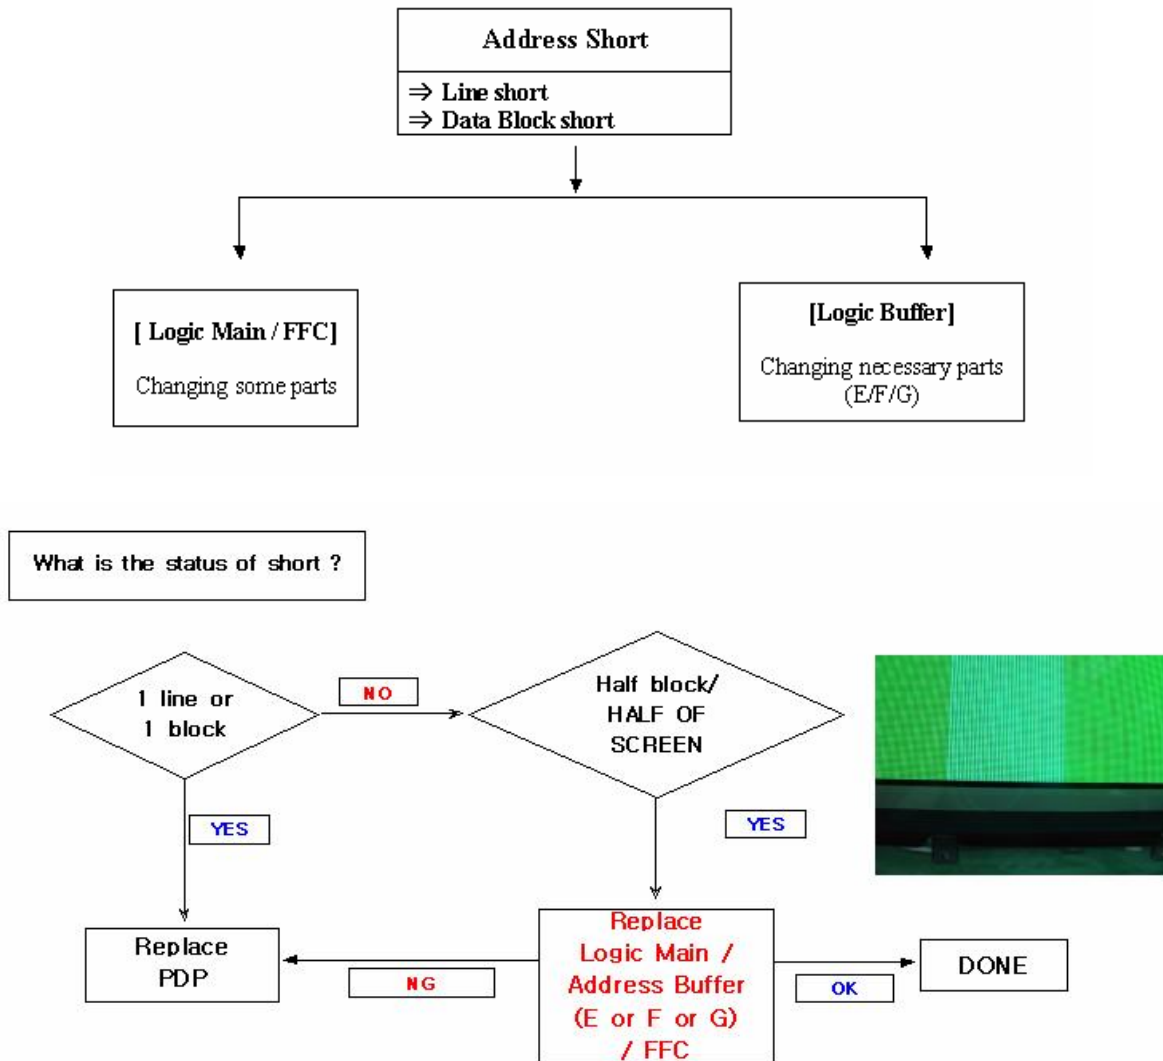 Address Short
⇒ Line short
⇒ Data Block short
[ Logic Main / FFC]
Changing some parts
[Logic Buffer]
Changing necessary parts
(E/F/G)
What is the status of short ?
1 line or
1 block
NO
Half block/
HALF OF
SCREEN
YES
YES
Replace
PDP
NG
Replace
Logic Main /
Address Buffer
(E or F or G)
/ FFC
OK
DONE